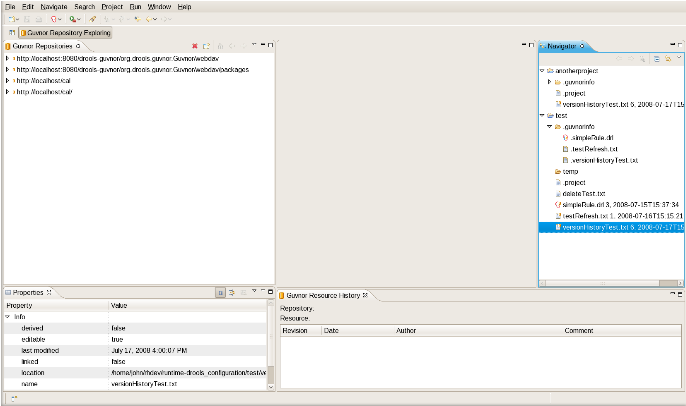 File Edit Navigate Search Project Run Window Help
Guvnor Repository Exploring
Guvnor Repositories
http://localhost:8080/drools-guvnor/org.drools.guvnor.Guvnor/webdav
http://localhost:8080/drools-guvnor/org.drools.guvnor.Guvnor/webdav/packages
http://localhost/cal
http://localhost/cal/
Navigator
anotherproject
.guvnorinfo
.project
versionHistoryTest.txt 6, 2008-07-17T15
test
.guvnorinfo
.simpleRule.drl
.testRefresh.txt
.versionHistoryTest.txt
temp
.project
deleteTest.txt
simpleRule.drl 3, 2008-07-15T15:37:34
testRefresh.txt 1, 2008-07-16T15:15:21
versionHistoryTest.txt 6, 2008-07-17T15
Properties
Property Value
Info
derived false
editable true
last modified July 17, 2008 4:00:07 PM
linked false
location /home/john/rhdev/runtime-drools_configuration/test/ve
name versionHistoryTest.txt
Guvnor Resource History
Repository:
Resource:
Revision Date Author Comment